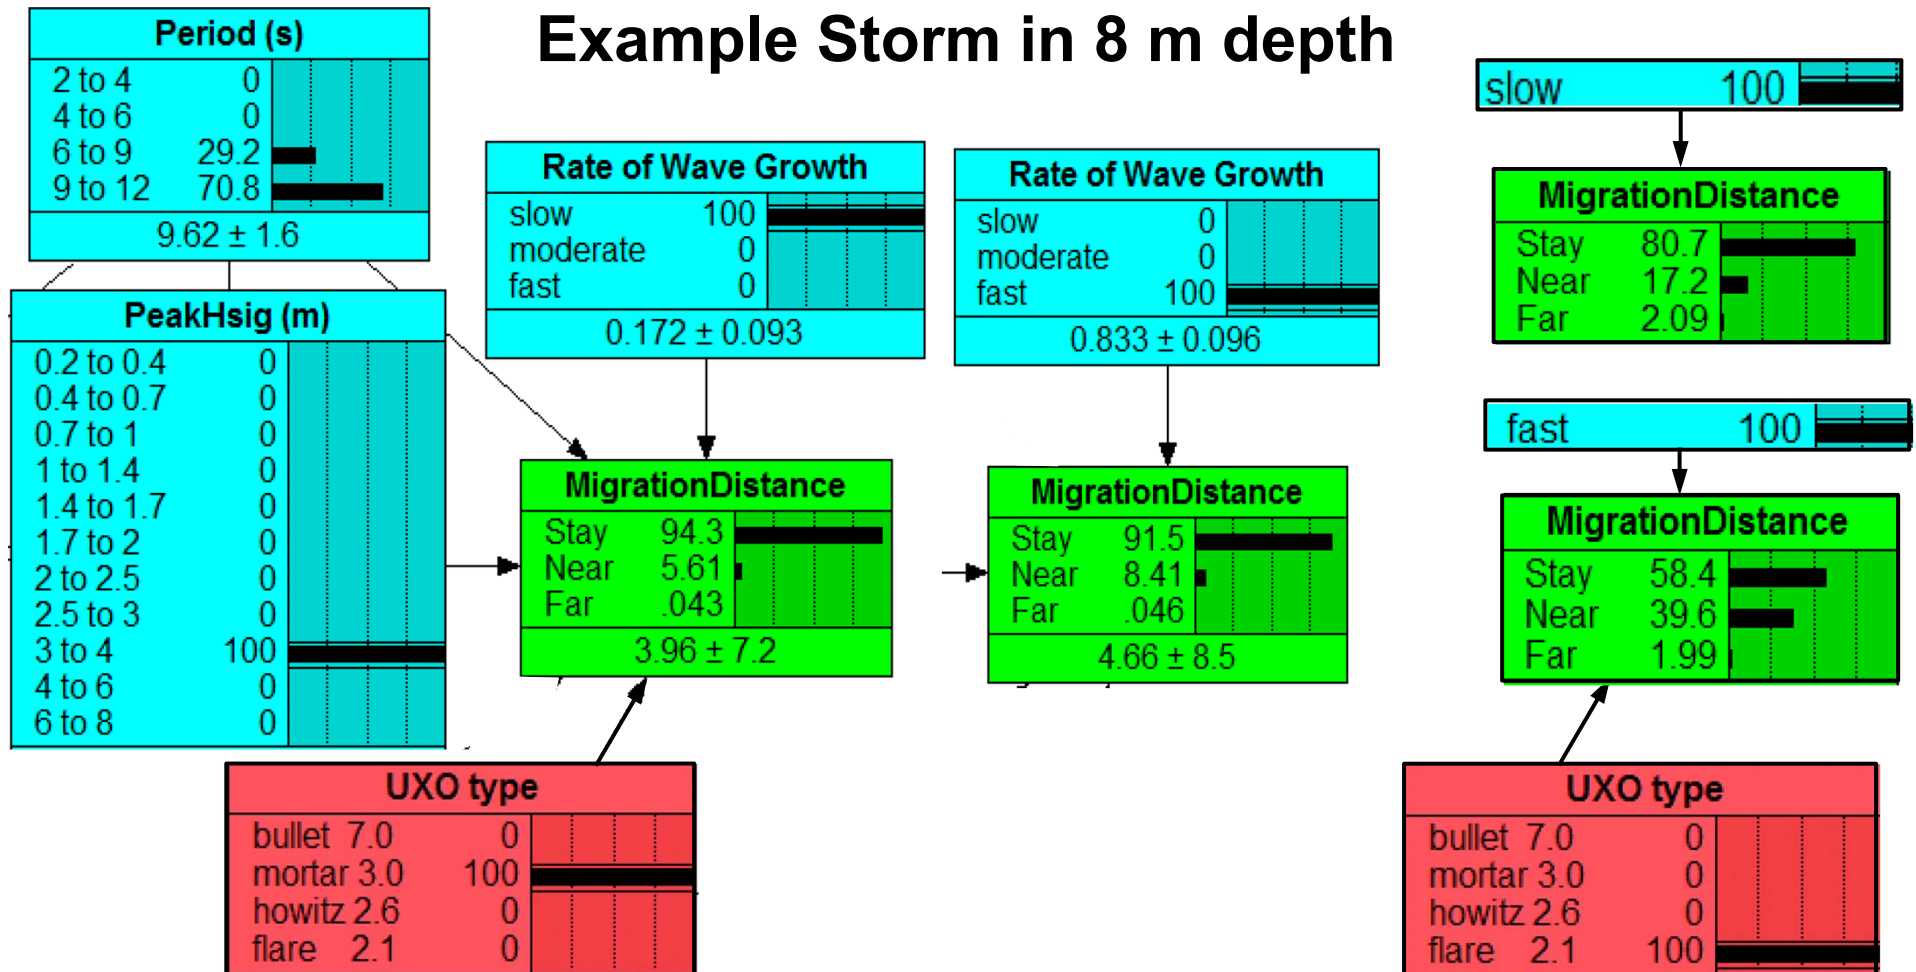 Example Storm in 8 m depth
Period (s)
2 to 4 0
4 to 6 0
6 to 9 29.2
9 to 12 70.8
9.62 ± 1.6
PeakHsig (m)
0.2 to 0.4 0
0.4 to 0.7 0
0.7 to 1 0
1 to 1.4 0
1.4 to 1.7 0
1.7 to 2 0
2 to 2.5 0
2.5 to 3 0
3 to 4 100
4 to 6 0
6 to 8 0
Rate of Wave Growth
slow 100
moderate 0
fast 0
0.172 ± 0.093
Rate of Wave Growth
slow 0
moderate 0
fast 100
0.833 ± 0.096
MigrationDistance
Stay 94.3
Near 5.61
Far .043
3.96 ± 7.2
MigrationDistance
Stay 91.5
Near 8.41
Far .046
4.66 ± 8.5
UXO type
bullet 7.0 0
mortar 3.0 100
howitz 2.6 0
flare 2.1 0
slow 100
MigrationDistance
Stay 80.7
Near 17.2
Far 2.09
fast 100
MigrationDistance
Stay 58.4
Near 39.6
Far 1.99
UXO type
bullet 7.0 0
mortar 3.0 0
howitz 2.6 0
flare 2.1 100